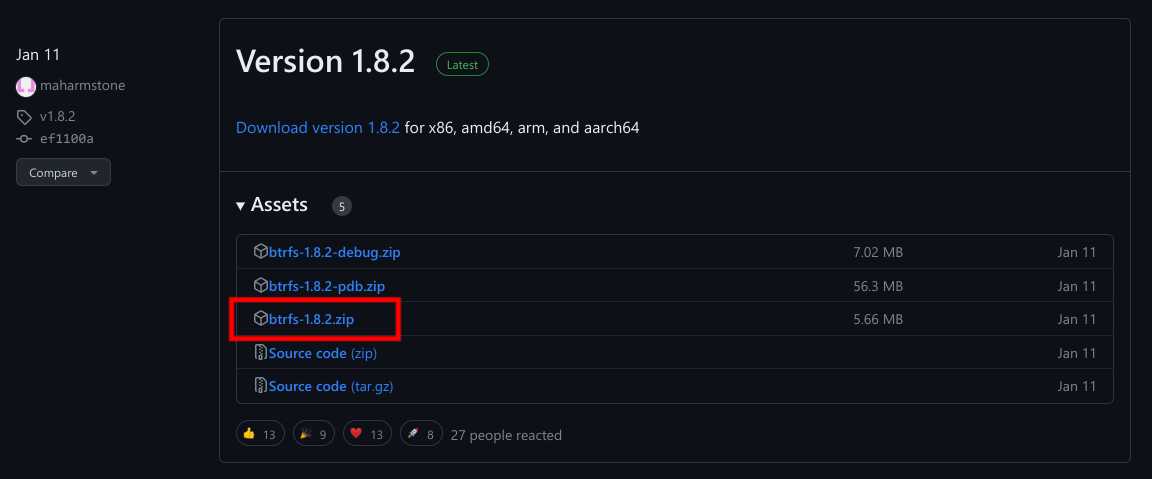 Jan 11
maharmstone
v1.8.2
ef1100a
Compare
Version 1.8.2 Latest
Download version 1.8.2 for x86, amd64, arm, and aarch64
Assets 5
btrfs-1.8.2-debug.zip 7.02 MB Jan 11
btrfs-1.8.2-pdb.zip 56.3 MB Jan 11
btrfs-1.8.2.zip 5.66 MB Jan 11
Source code (zip) Jan 11
Source code (tar.gz) Jan 11
13 9 13 8 27 people reacted